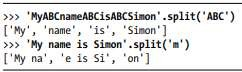 >>> 'MyABCnameABCisABCSimon'.split('ABC')
['My', 'name', 'is', 'Simon']
>>> 'My name is Simon'.split('m')
['My na', 'e is Si', 'on']